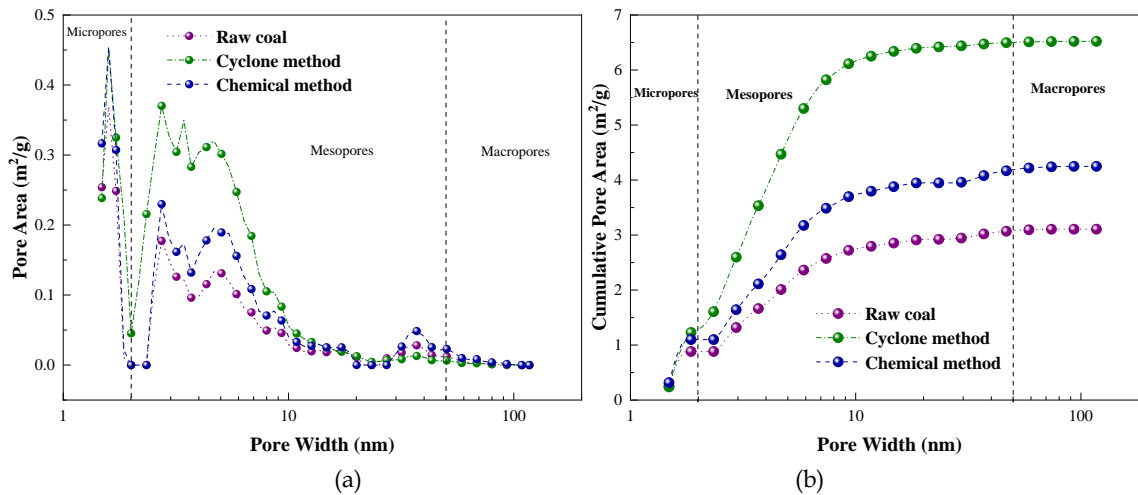 Micropores
Raw coal
Cyclone method
Chemical method
Mesopores
Macropores
Pore Area (m²/g)
0.5
0.4
0.3
0.2
0.1
0.0
1
10
100
Pore Width (nm)
(a)
Cumulative Pore Area (m²/g)
7
6
5
4
3
2
1
0
Micropores
Mesopores
Macropores
Raw coal
Cyclone method
Chemical method
1
10
100
Pore Width (nm)
(b)